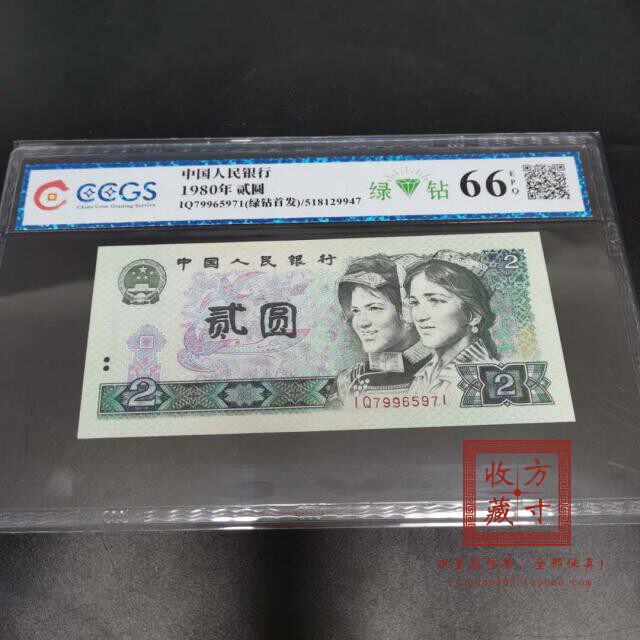 CCGS
China Coin Grading Service
中国人民银行
1980年 贰圆
IQ79965971(绿钻首发)/518129947
绿 钻
66 EPQ
中国人民银行
2
贰圆
2
IQ79965971
2
方寸
收藏